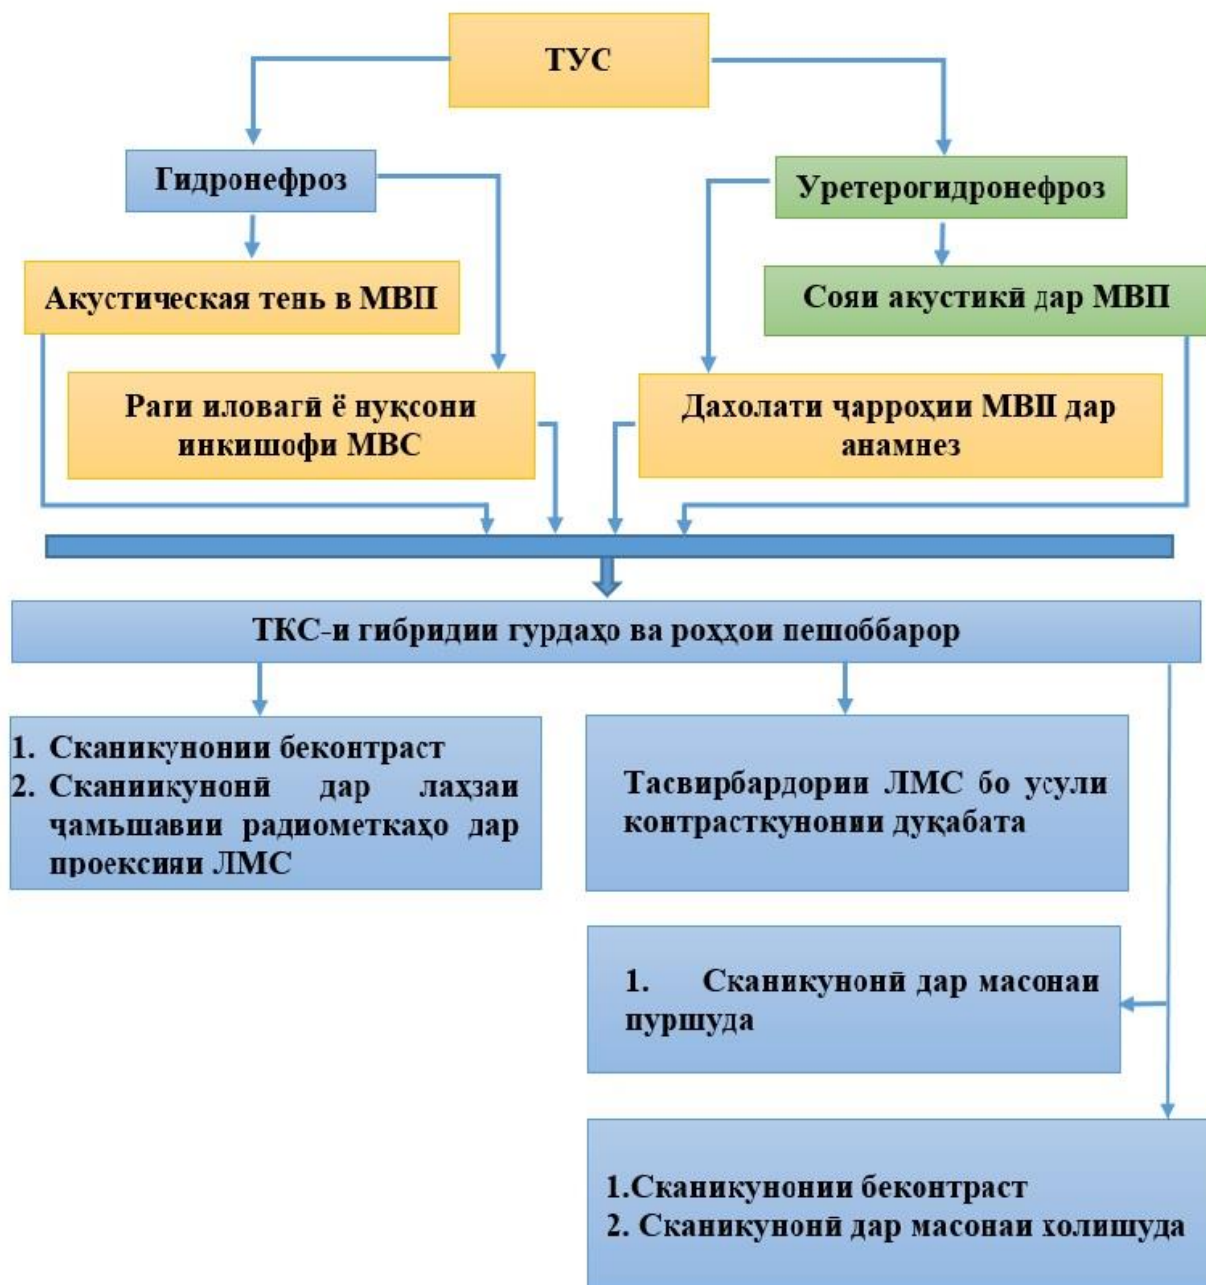 ТУС
Гидронефроз
Уретерогидронефроз
Акустическая тень в МВП
Сояи акустикӣ дар МВП
Раги иловагӣ ё нуқсони
инкишофи МВС
Дахолати ҷарроҳии МВП дар
анамнез
ТКС-и гибридии гурдаҳо ва роҳҳои пешоббарор
1. Сканикунонии беконтраст
2. Сканиикунонӣ дар лаҳзаи
ҷамъшавии радиометкаҳо дар
проексияи ЛМС
Тасвирбардории ЛМС бо усули
контрасткунонии дуқабата
1. Сканикунонӣ дар масонаи
пуршуда
1.Сканикунонии беконтраст
2. Сканикунонӣ дар масонаи холишуда